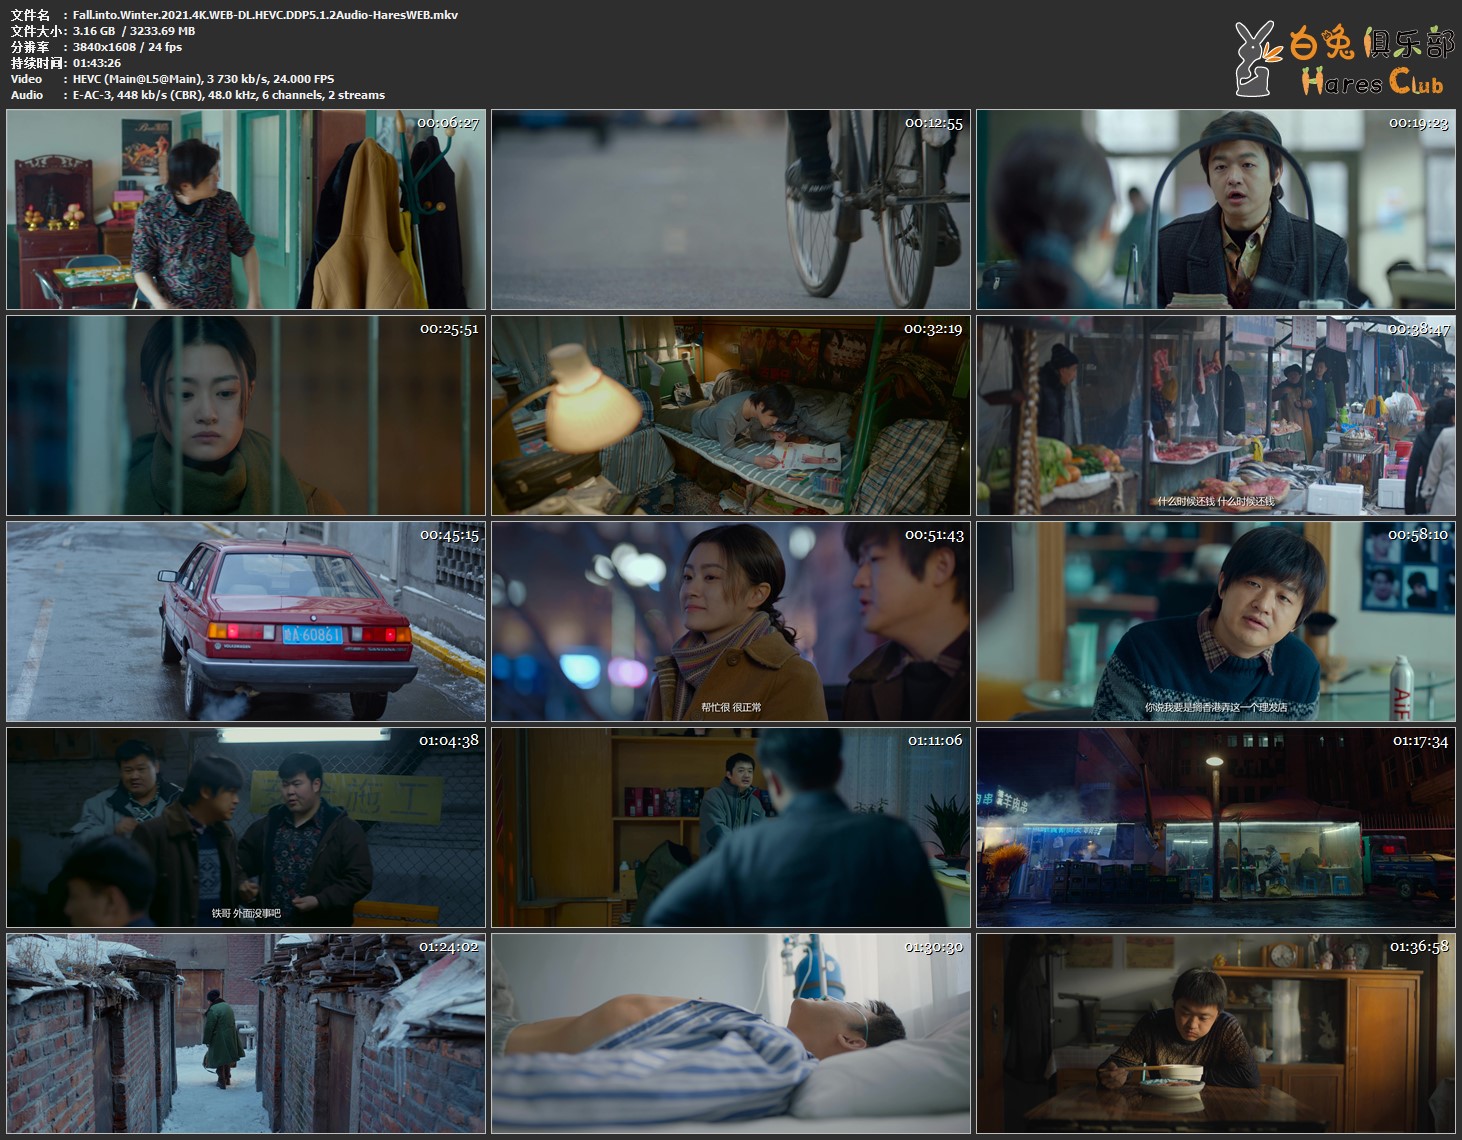 文件名 : Fall.into.Winter.2021.4K.WEB-DL.HEVC.DDP5.1.2Audio-HaresWEB.mkv
文件大小: 3.16 GB / 3233.69 MB
分辨率 : 3840x1608 / 24 fps
持续时间: 01:43:26
Video : HEVC (Main@L5@Main), 3 730 kb/s, 24.000 FPS
Audio : E-AC-3, 448 kb/s (CBR), 48.0 kHz, 6 channels, 2 streams
白兔俱乐部
Hares Club
00:06:27
00:12:55
00:19:23
00:25:51
00:32:19
00:38:47
什么时候还钱 什么时候还钱
00:45:15
A·60861
00:51:43
帮忙很 很正常
00:58:10
你说我要是搁香港弄这一个理发店
01:04:38
施工
铁哥 外面没事吧
01:11:06
01:17:34
羊肉串
01:24:02
01:30:30
01:36:58